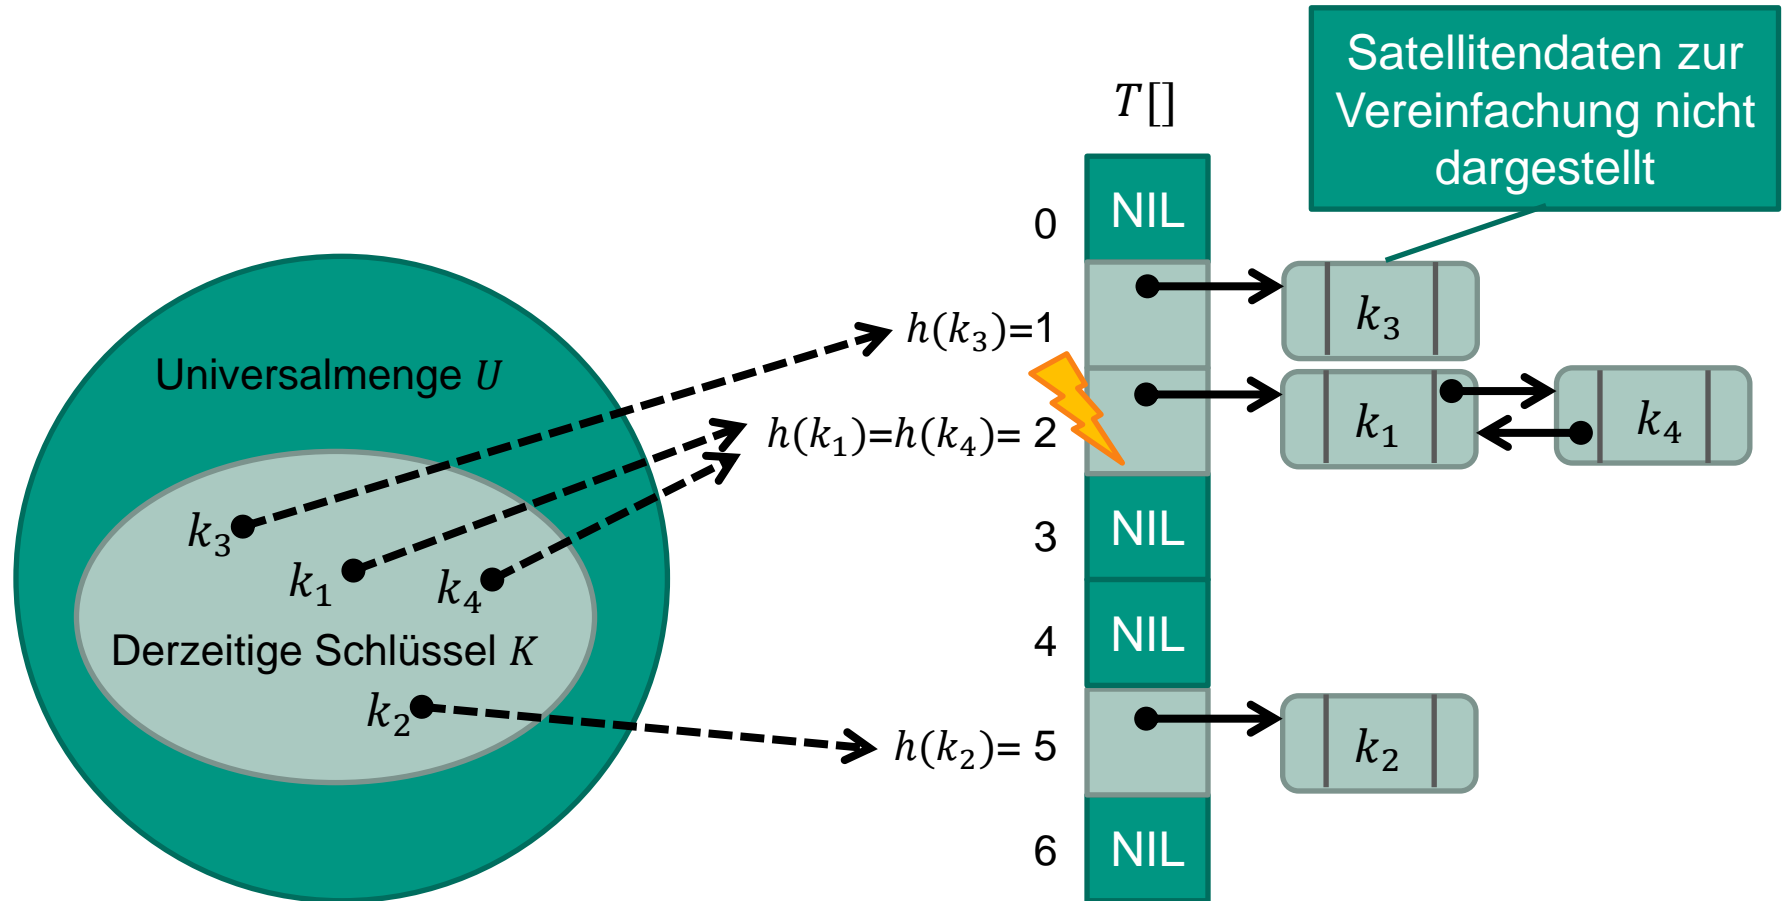 Satellitendaten zur
Vereinfachung nicht
dargestellt
T[]
0 NIL
h(k₃)=1 k₃
Universalmenge U
h(k₁)=h(k₄)= 2 k₁ k₄
k₃
3 NIL
k₁
k₄
4
Derzeitige Schlüssel K
NIL
k₂
h(k₂)= 5 k₂
6 NIL